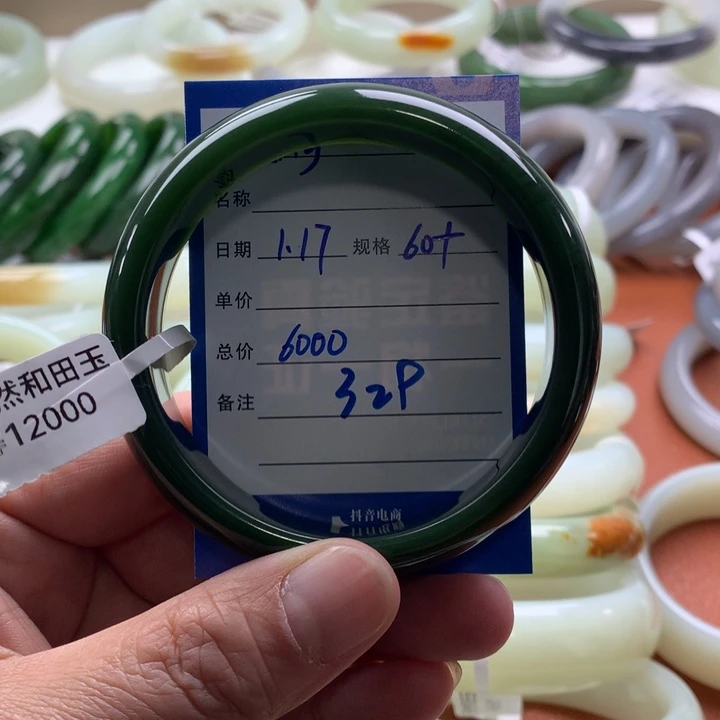 名称
日期 1.17 规格 60+
单价
总价 6000
备注 32P
抖音电商
然和田玉
12000